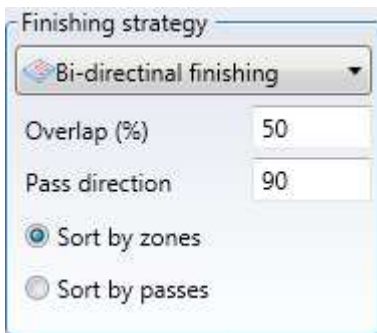 Finishing strategy
Bi-directinal finishing
Overlap (%) 50
Pass direction 90
Sort by zones
Sort by passes